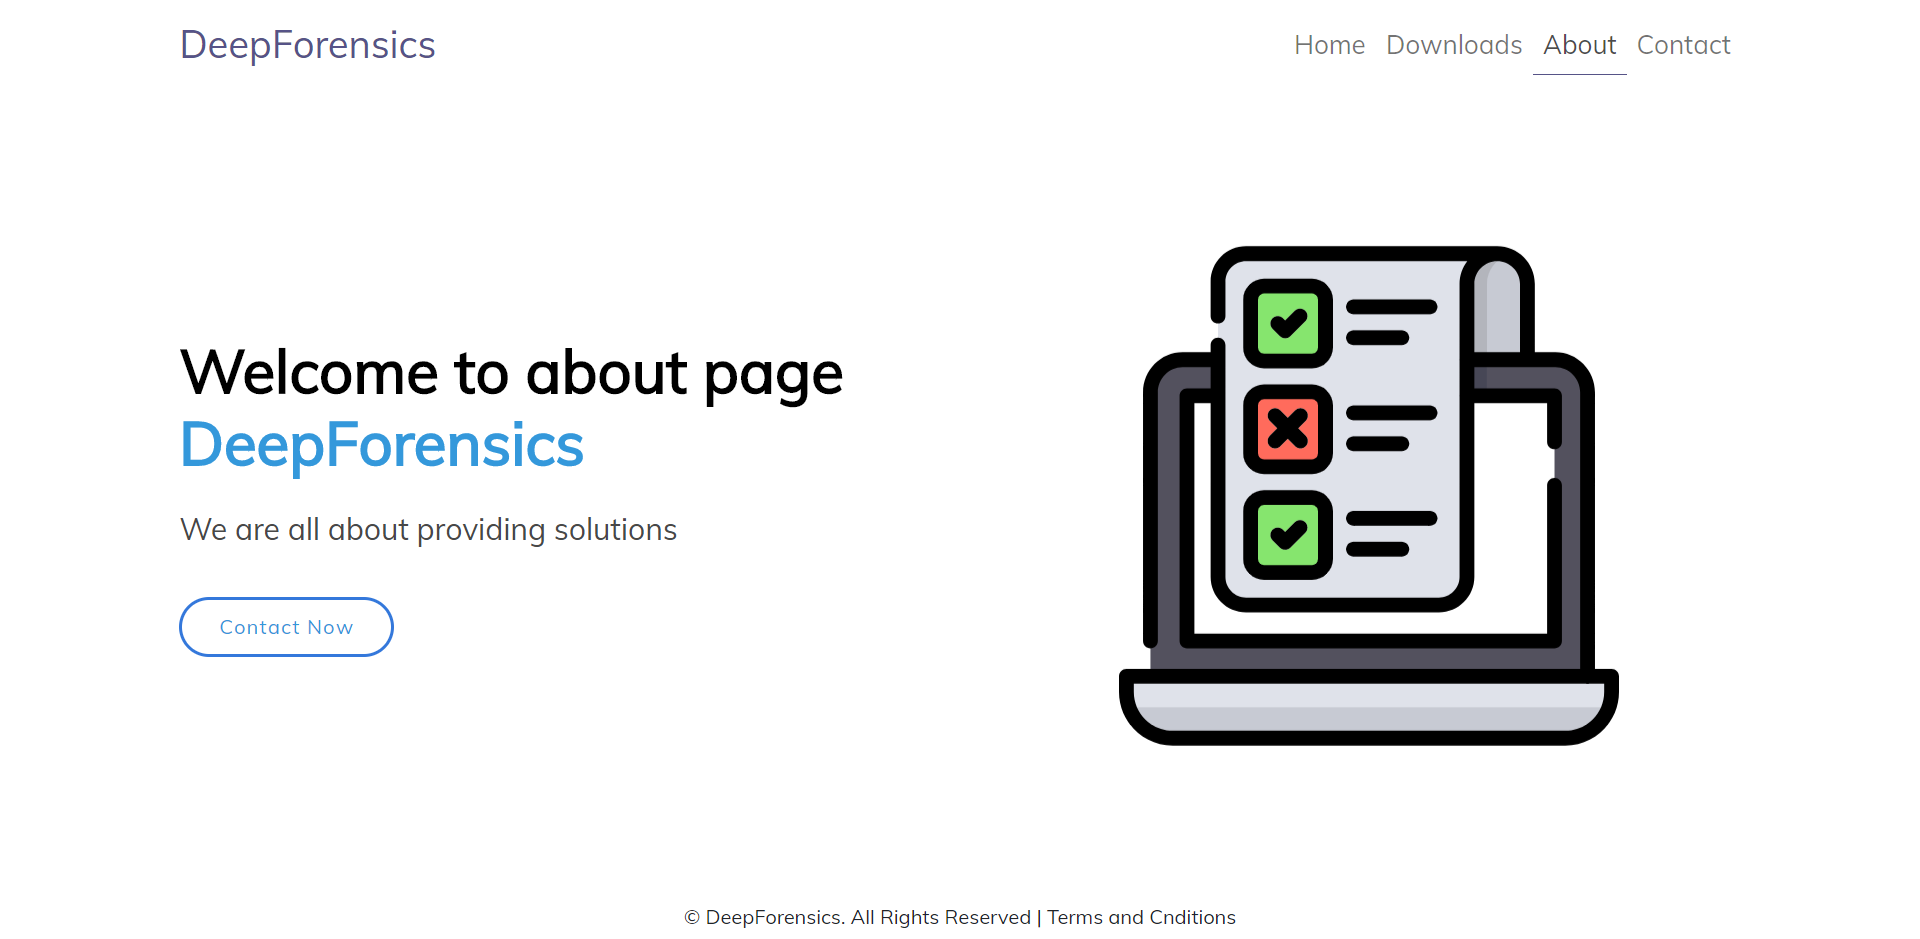 DeepForensics
Home Downloads About Contact
Welcome to about page
DeepForensics
We are all about providing solutions
Contact Now
© DeepForensics. All Rights Reserved | Terms and Cnditions